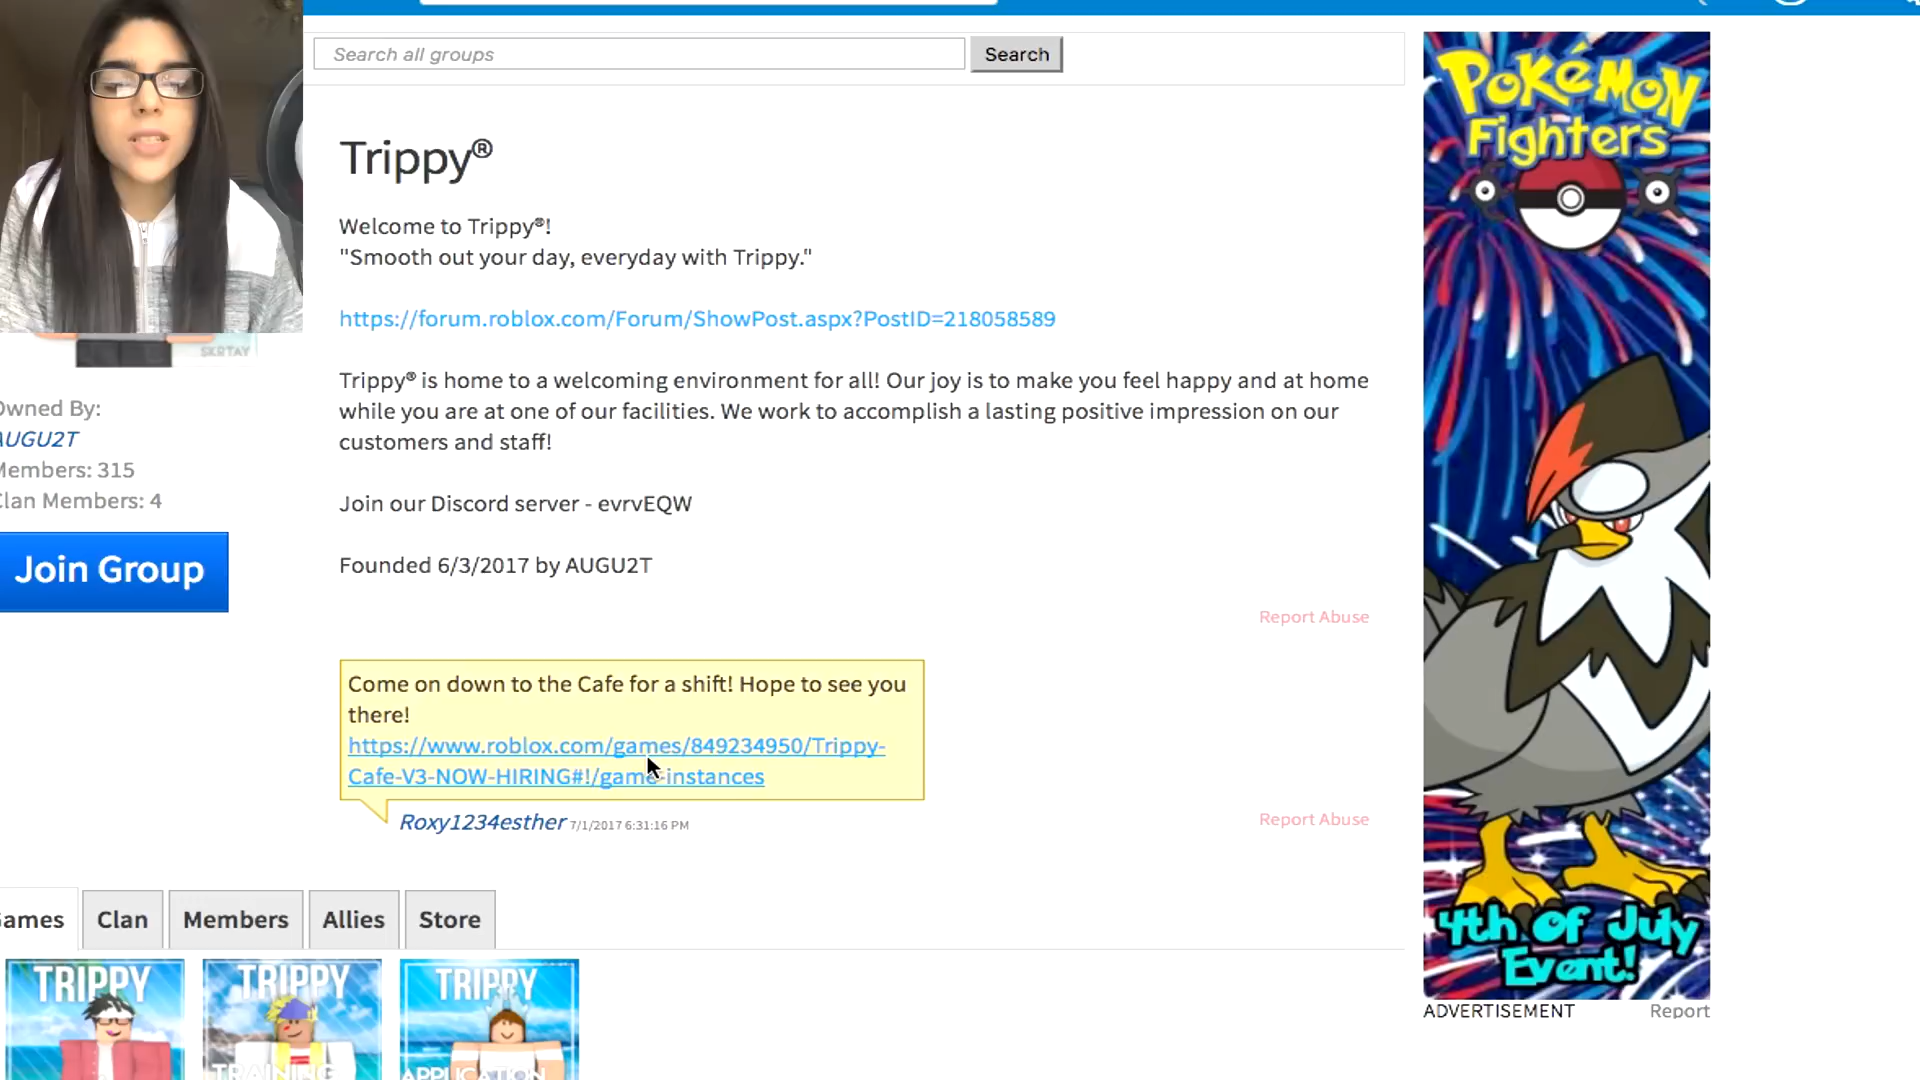 Search all groups
Search
Trippy®
Welcome to Trippy®!
"Smooth out your day, everyday with Trippy."
https://forum.roblox.com/Forum/ShowPost.aspx?PostID=218058589
Trippy® is home to a welcoming environment for all! Our joy is to make you feel happy and at home
while you are at one of our facilities. We work to accomplish a lasting positive impression on our
customers and staff!
Join our Discord server - evrvEQW
Founded 6/3/2017 by AUGU2T
Report Abuse
SKRTAY
Owned By:
AUGU2T
Members: 315
Clan Members: 4
Join Group
Come on down to the Cafe for a shift! Hope to see you
there!
https://www.roblox.com/games/849234950/Trippy-
Cafe-V3-NOW-HIRING#!/game-instances
Roxy1234esther 7/1/2017 6:31:16 PM
Report Abuse
Games
Clan
Members
Allies
Store
TRIPPY
TRIPPY
TRAINING
TRIPPY
APPLICATION
POKÉMON
Fighters
4th of July
Event!
ADVERTISEMENT
Report